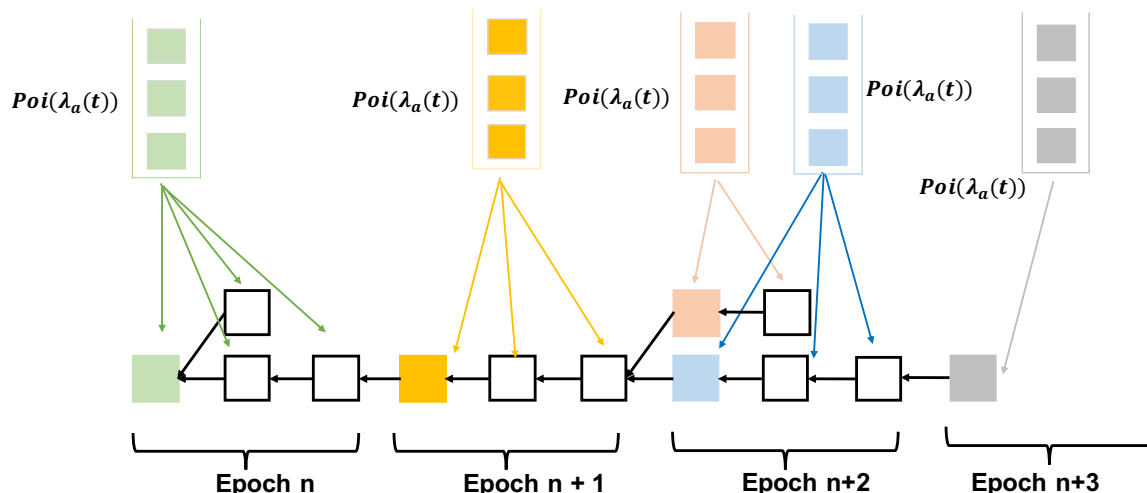 Poi(λₐ(t))
Poi(λₐ(t))
Poi(λₐ(t))
Poi(λₐ(t))
Poi(λₐ(t))
Epoch n
Epoch n + 1
Epoch n+2
Epoch n+3